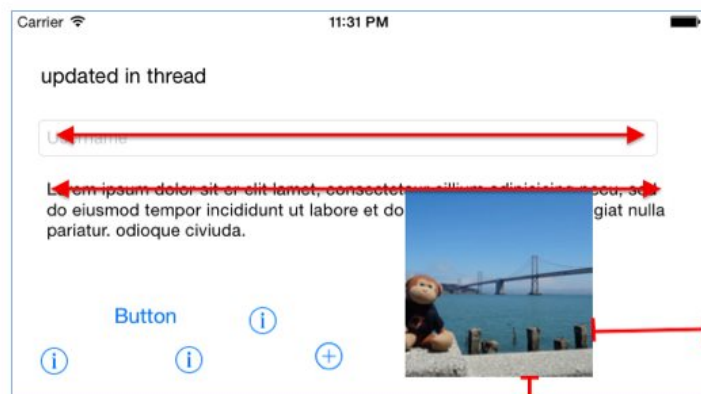 Carrier 11:31 PM
updated in thread
Username
Lorem ipsum dolor sit er elit lamet, consectetaur cillium adipisicing pecu, sed
do eiusmod tempor incididunt ut labore et do giat nulla
pariatur. odioque civiuda.
Button